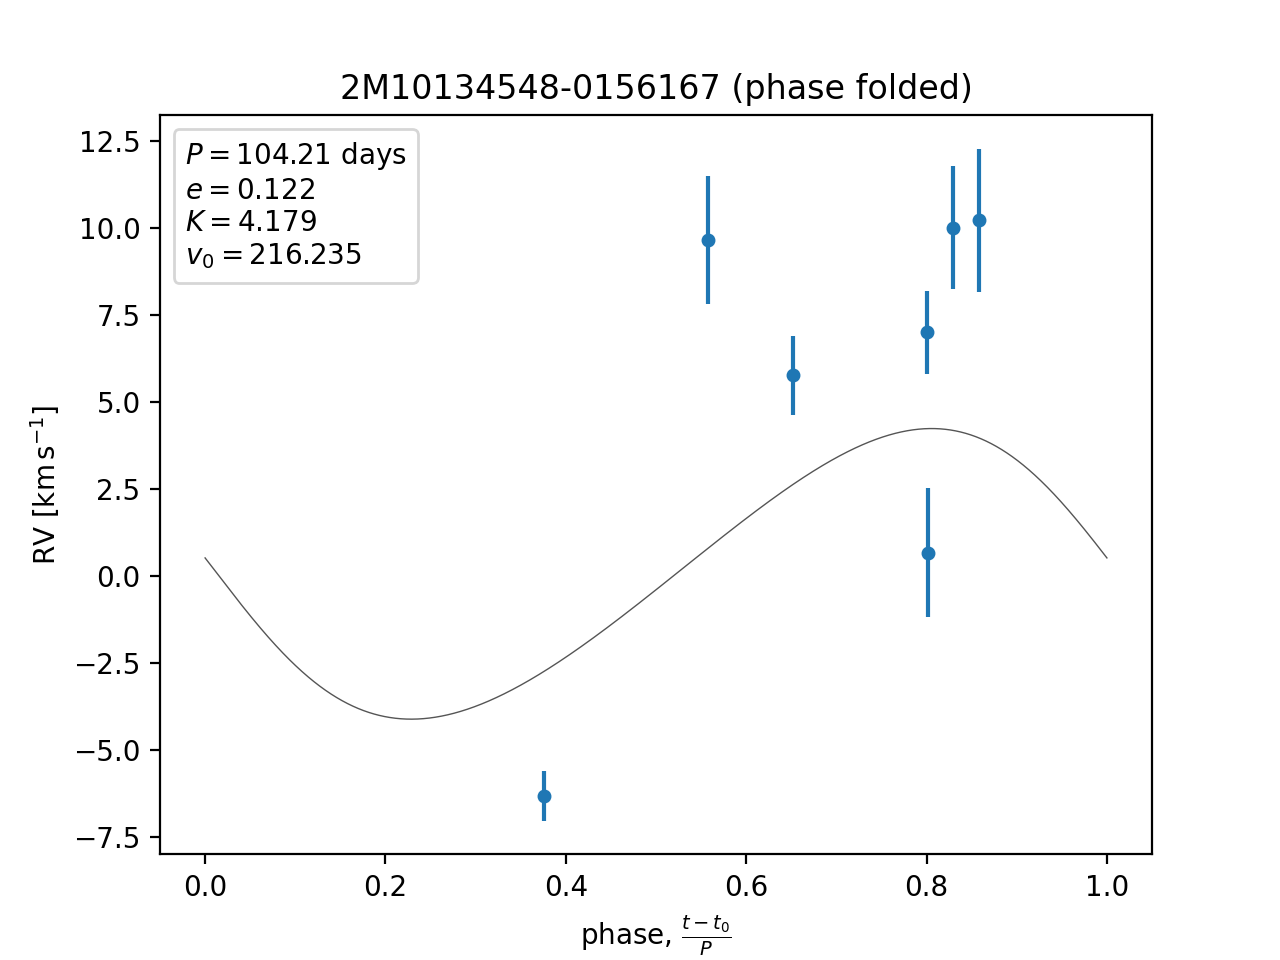 2M10134548-0156167 (phase folded)
P = 104.21 days
e = 0.122
K = 4.179
v₀ = 216.235
12.5
10.0
7.5
5.0
2.5
0.0
−2.5
−5.0
−7.5
RV [km s⁻¹]
0.0 0.2 0.4 0.6 0.8 1.0
phase, (t − t₀)/P